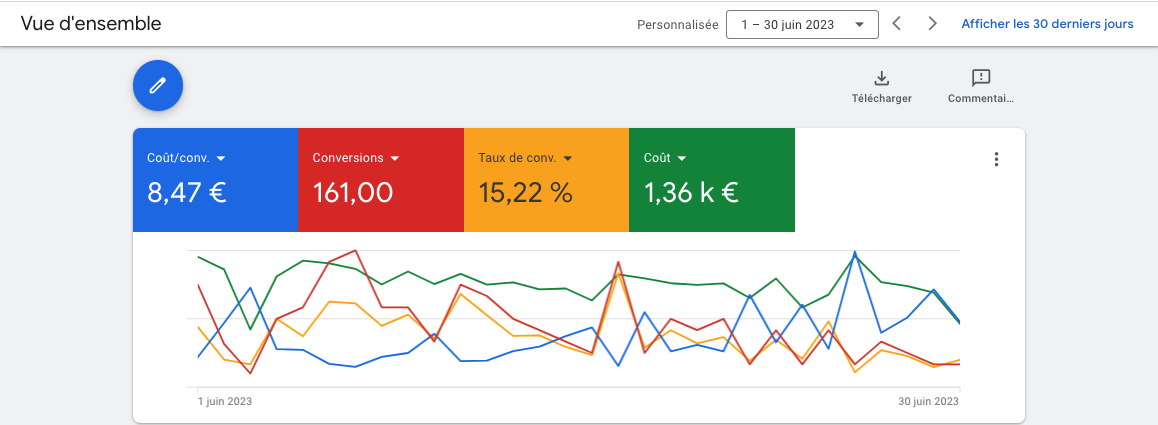 Vue d'ensemble
Personnalisée
1 – 30 juin 2023
Afficher les 30 derniers jours
Télécharger
Commentai…
Coût/conv.
8,47 €
Conversions
161,00
Taux de conv.
15,22 %
Coût
1,36 k €
1 juin 2023
30 juin 2023